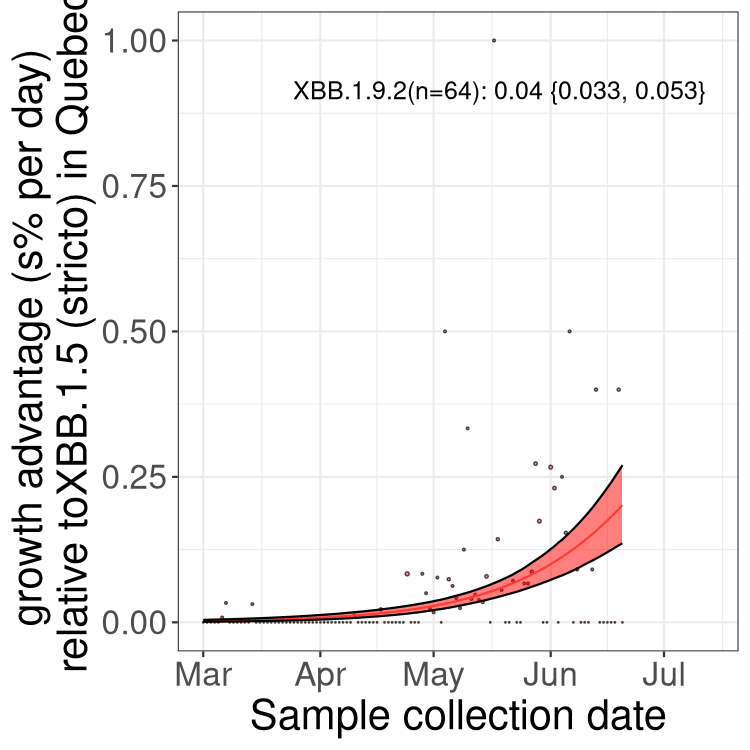 growth advantage (s% per day)
relative toXBB.1.5 (stricto) in Quebec
1.00
0.75
0.50
0.25
0.00
XBB.1.9.2(n=64): 0.04 {0.033, 0.053}
Mar
Apr
May
Jun
Jul
Sample collection date